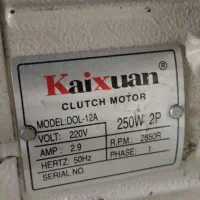 Kaixuan
CLUTCH MOTOR
MODEL: DOL-12A 250W 2P
VOLT: 220V
AMP: 2.9 R.P.M: 2850R
HERTZ: 50Hz PHASE: 1
SERIAL NO.